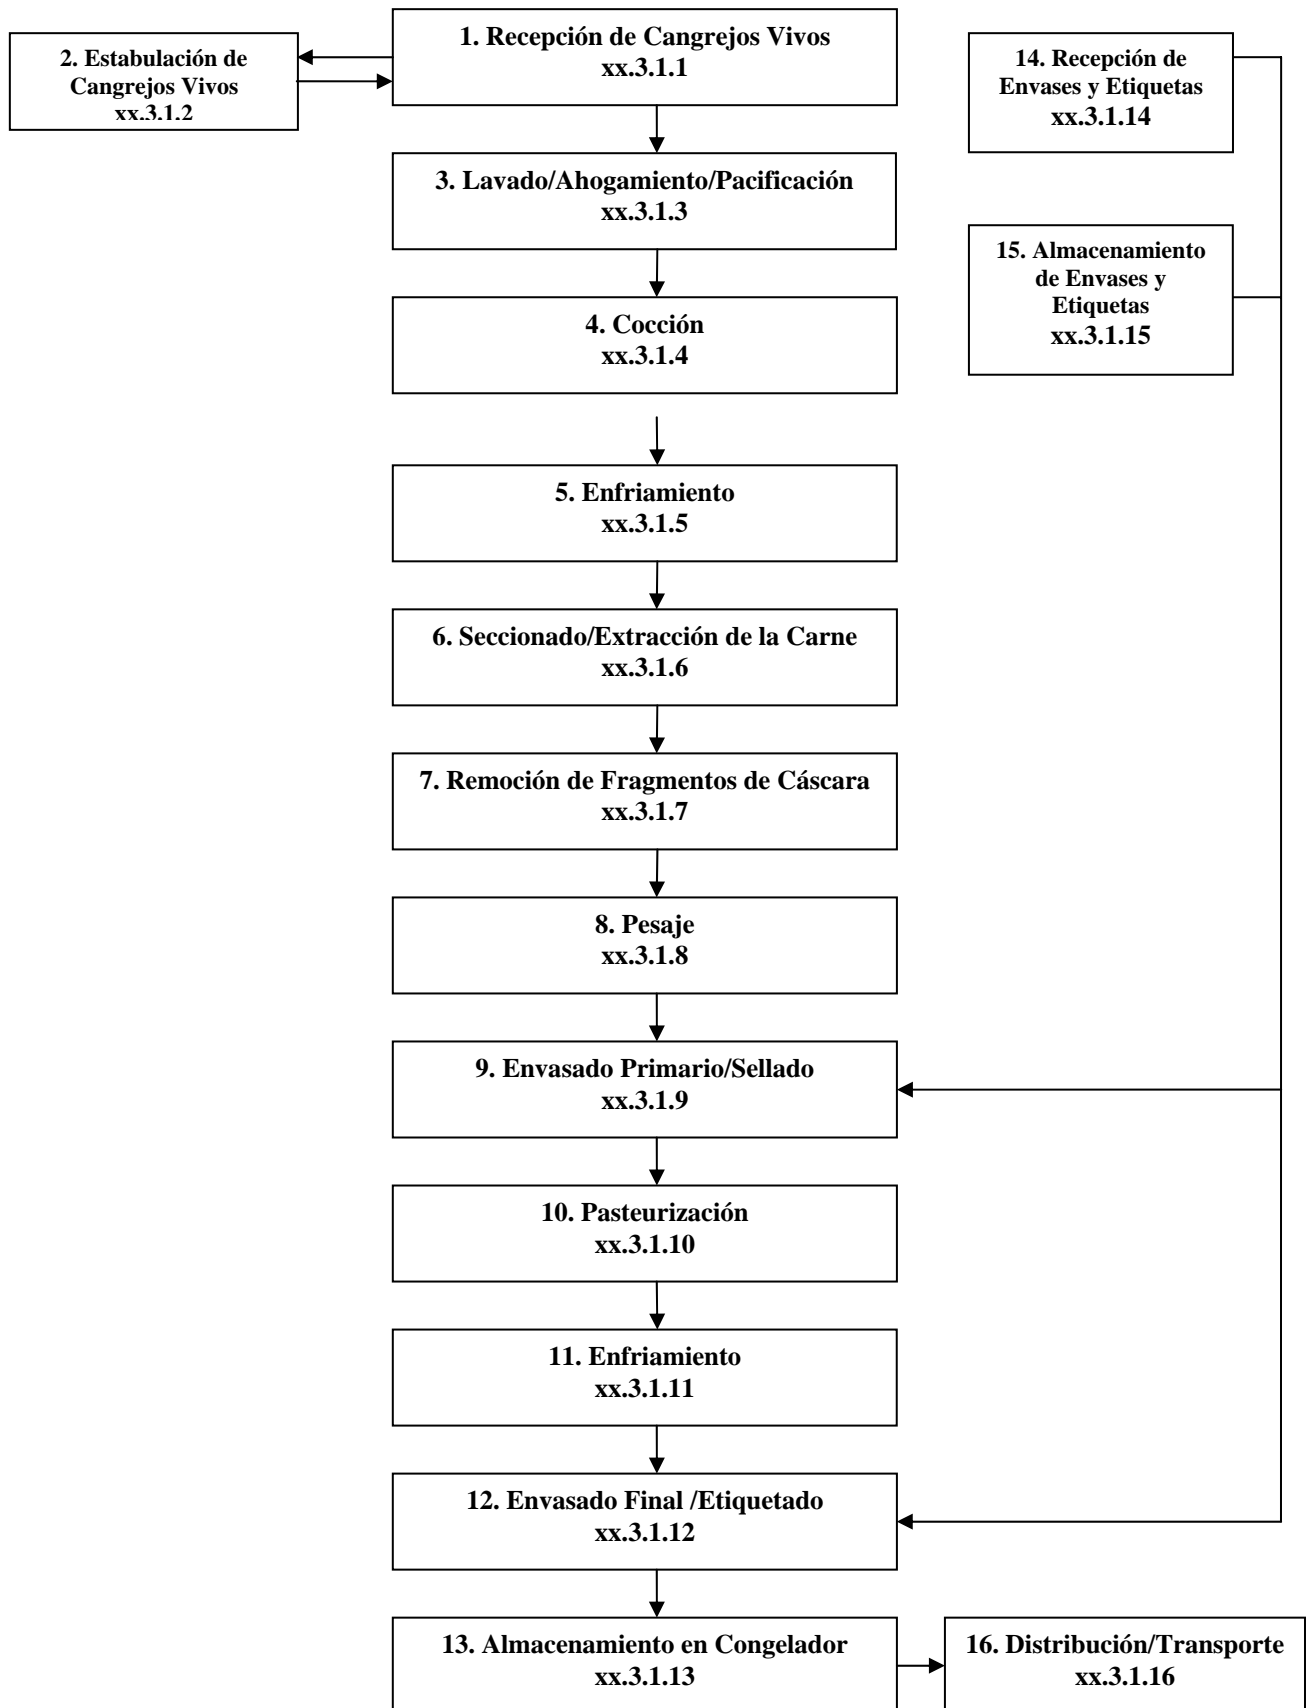 1. Recepción de Cangrejos Vivos
xx.3.1.1
2. Estabulación de
Cangrejos Vivos
xx.3.1.2
14. Recepción de
Envases y Etiquetas
xx.3.1.14
3. Lavado/Ahogamiento/Pacificación
xx.3.1.3
15. Almacenamiento
de Envases y
Etiquetas
xx.3.1.15
4. Cocción
xx.3.1.4
5. Enfriamiento
xx.3.1.5
6. Seccionado/Extracción de la Carne
xx.3.1.6
7. Remoción de Fragmentos de Cáscara
xx.3.1.7
8. Pesaje
xx.3.1.8
9. Envasado Primario/Sellado
xx.3.1.9
10. Pasteurización
xx.3.1.10
11. Enfriamiento
xx.3.1.11
12. Envasado Final /Etiquetado
xx.3.1.12
13. Almacenamiento en Congelador
xx.3.1.13
16. Distribución/Transporte
xx.3.1.16